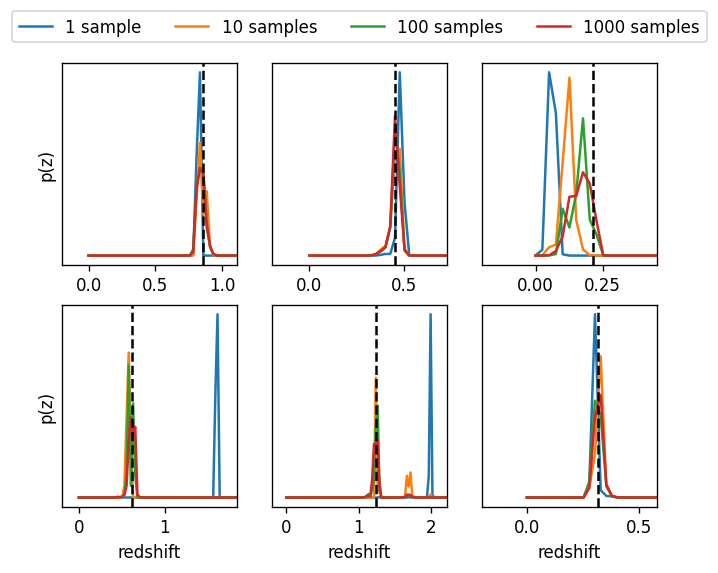 1 sample 10 samples 100 samples 1000 samples
p(z)
0.0 0.5 1.0 0.0 0.5 0.00 0.25
p(z)
0 1 0 1 2 0.0 0.5
redshift redshift redshift